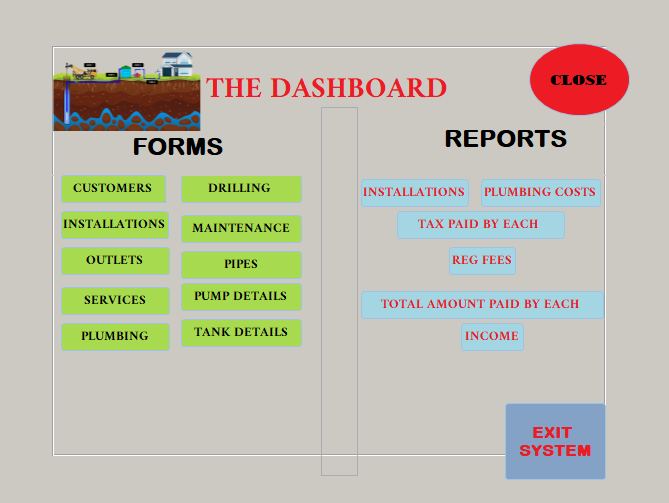 THE DASHBOARD
CLOSE
FORMS
REPORTS
CUSTOMERS
DRILLING
INSTALLATIONS
MAINTENANCE
OUTLETS
PIPES
SERVICES
PUMP DETAILS
PLUMBING
TANK DETAILS
INSTALLATIONS
PLUMBING COSTS
TAX PAID BY EACH
REG FEES
TOTAL AMOUNT PAID BY EACH
INCOME
EXIT
SYSTEM